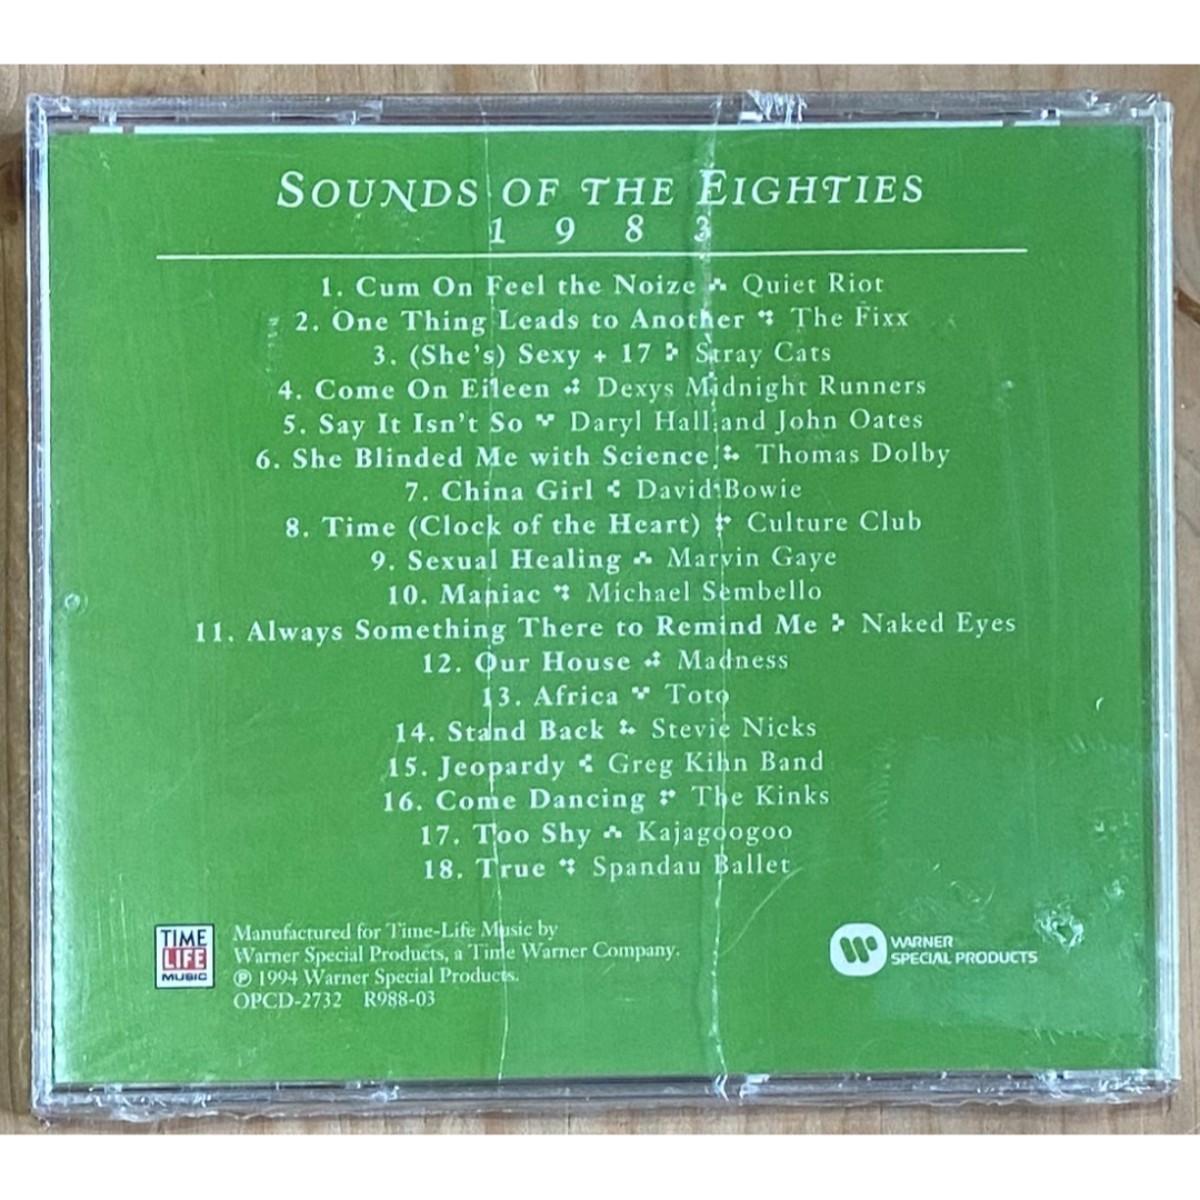 SOUNDS OF THE EIGHTIES
1 9 8 3
1. Cum On Feel the Noize Quiet Riot
2. One Thing Leads to Another The Fixx
3. (She's) Sexy + 17 Stray Cats
4. Come On Eileen Dexys Midnight Runners
5. Say It Isn't So Daryl Hall and John Oates
6. She Blinded Me with Science Thomas Dolby
7. China Girl David Bowie
8. Time (Clock of the Heart) Culture Club
9. Sexual Healing Marvin Gaye
10. Maniac Michael Sembello
11. Always Something There to Remind Me Naked Eyes
12. Our House Madness
13. Africa Toto
14. Stand Back Stevie Nicks
15. Jeopardy Greg Kihn Band
16. Come Dancing The Kinks
17. Too Shy Kajagoogoo
18. True Spandau Ballet
TIME
LIFE
MUSIC
Manufactured for Time-Life Music by
Warner Special Products, a Time Warner Company.
℗ 1994 Warner Special Products.
OPCD-2732 R988-03
WARNER
SPECIAL PRODUCTS